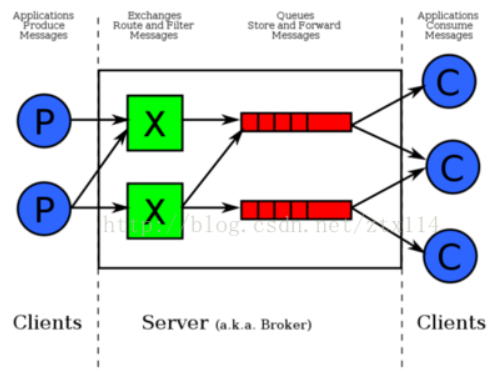 Applications
Produce
Messages
Exchanges
Route and Filter
Messages
Queues
Store and Forward
Messages
Applications
Consume
Messages
P
X
C
P
X
C
C
http://blog.csdn.net/ztx114
Clients
Server (a.k.a. Broker)
Clients